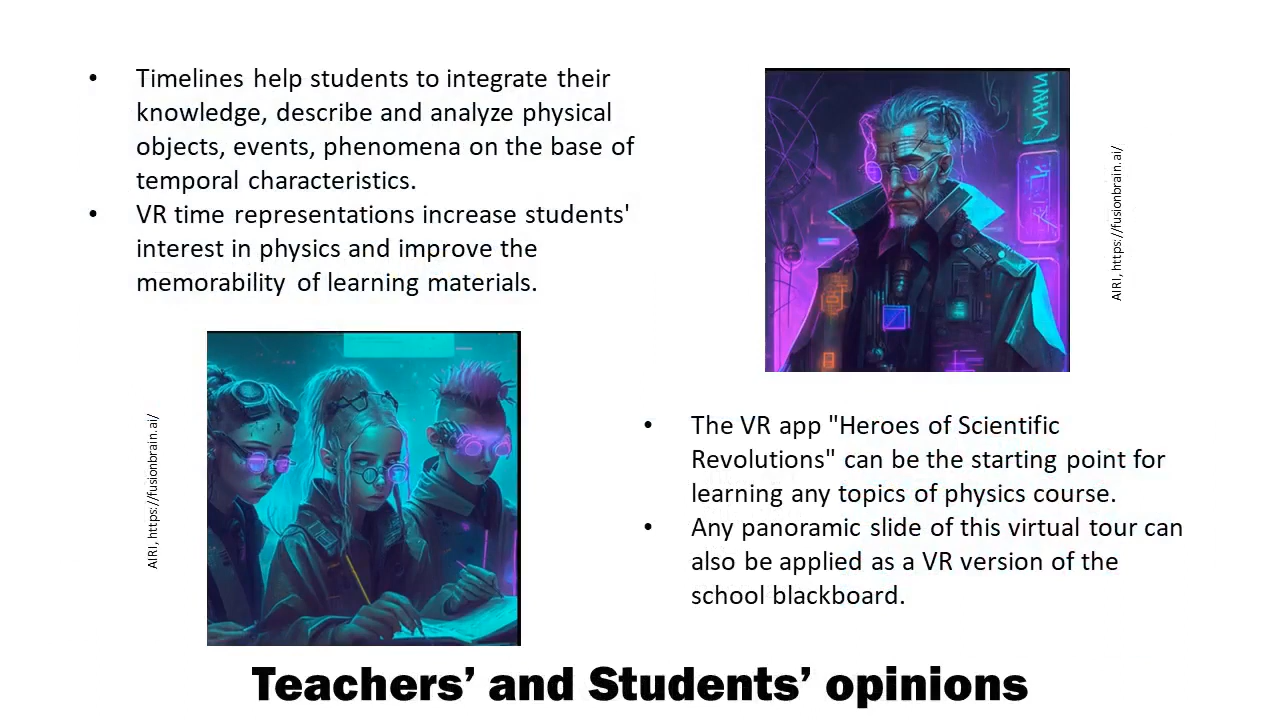 • Timelines help students to integrate their
knowledge, describe and analyze physical
objects, events, phenomena on the base of
temporal characteristics.
• VR time representations increase students'
interest in physics and improve the
memorability of learning materials.
AIRI, https://fusionbrain.ai/
AIRI, https://fusionbrain.ai/
• The VR app "Heroes of Scientific
Revolutions" can be the starting point for
learning any topics of physics course.
• Any panoramic slide of this virtual tour can
also be applied as a VR version of the
school blackboard.
Teachers’ and Students’ opinions